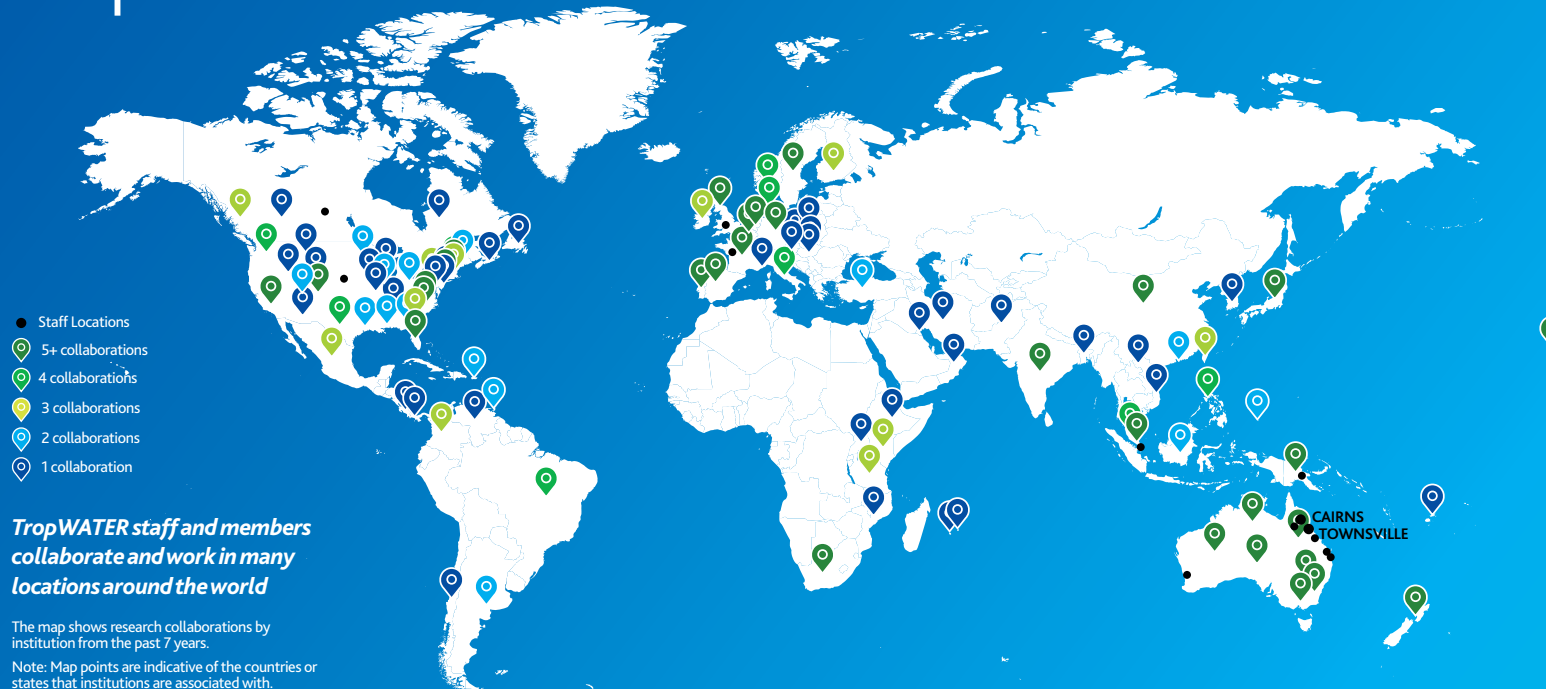 Staff Locations
5+ collaborations
4 collaborations
3 collaborations
2 collaborations
1 collaboration
TropWATER staff and members
collaborate and work in many
locations around the world
The map shows research collaborations by
institution from the past 7 years.
Note: Map points are indicative of the countries or
states that institutions are associated with.
CAIRNS
TOWNSVILLE